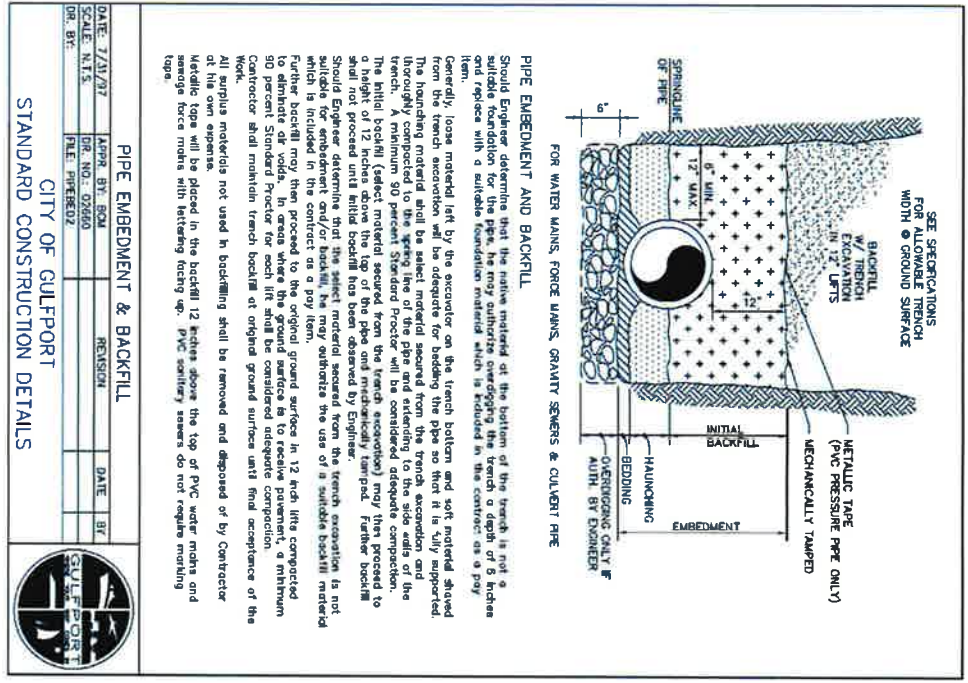 SEE SPECIFICATIONS
FOR ALLOWABLE TRENCH
WIDTH @ GROUND SURFACE
BACKFILL
W/ TRENCH
EXCAVATION
IN 12" LIFTS
METALLIC TAPE
(PVC PRESSURE PIPE ONLY)
MECHANICALLY TAMPED
6" MIN.
12" MAX.
12"
INITIAL
BACKFILL
EMBEDMENT
SPRINGLINE
OF PIPE
6"
HAUNCHING
BEDDING
OVERDIGGING ONLY IF
AUTH. BY ENGINEER
FOR WATER MAINS, FORCE MAINS, GRAVITY SEWERS & CULVERT PIPE
PIPE EMBEDMENT AND BACKFILL
Should Engineer determine that the native material at the bottom of the trench is not a
suitable foundation for the pipe, he may authorize overdigging the trench a depth of 6 inches
and replace with a suitable foundation material which is included in the contract as a pay
item.
Generally, loose material left by the excavator on the trench bottom and soft material shaved
from the trench excavation will be adequate for bedding the pipe so that it is fully supported.
The haunching material shall be select material secured from the trench excavation and
thoroughly compacted to the spring line of the pipe and extending to the sidewalls of the
trench. A minimum 90 percent Standard Proctor will be considered adequate compaction.
The initial backfill (select material secured from the trench excavation) may then proceed to
a height of 12 inches above the top of the pipe and mechanically tamped. Further backfill
shall not proceed until initial backfill has been observed by Engineer.
Should Engineer determine that the select material secured from the trench excavation is not
suitable for embedment and/or backfill, he may authorize the use of a suitable backfill material
which is included in the contract as a pay item.
Further backfill may then proceed to the original ground surface in 12 inch lifts compacted
to eliminate air voids. In areas where the ground surface is to receive pavement, a minimum
90 percent Standard Proctor for each lift shall be considered adequate compaction.
Contractor shall maintain trench backfill at original ground surface until final acceptance of the
Work.
All surplus materials not used in backfilling shall be removed and disposed of by Contractor
at his own expense.
Metallic tape will be placed in the backfill 12 inches above the top of PVC water mains and
sewage force mains with lettering facing up. PVC sanitary sewers do not require marking
tape.
PIPE EMBEDMENT & BACKFILL
DATE: 7/31/97 APPR. BY: BCM REVISION DATE BY
SCALE: N.T.S. DR. NO.: 02660
DR. BY: FILE: PIPEBED2
CITY OF GULFPORT
STANDARD CONSTRUCTION DETAILS
GULFPORT